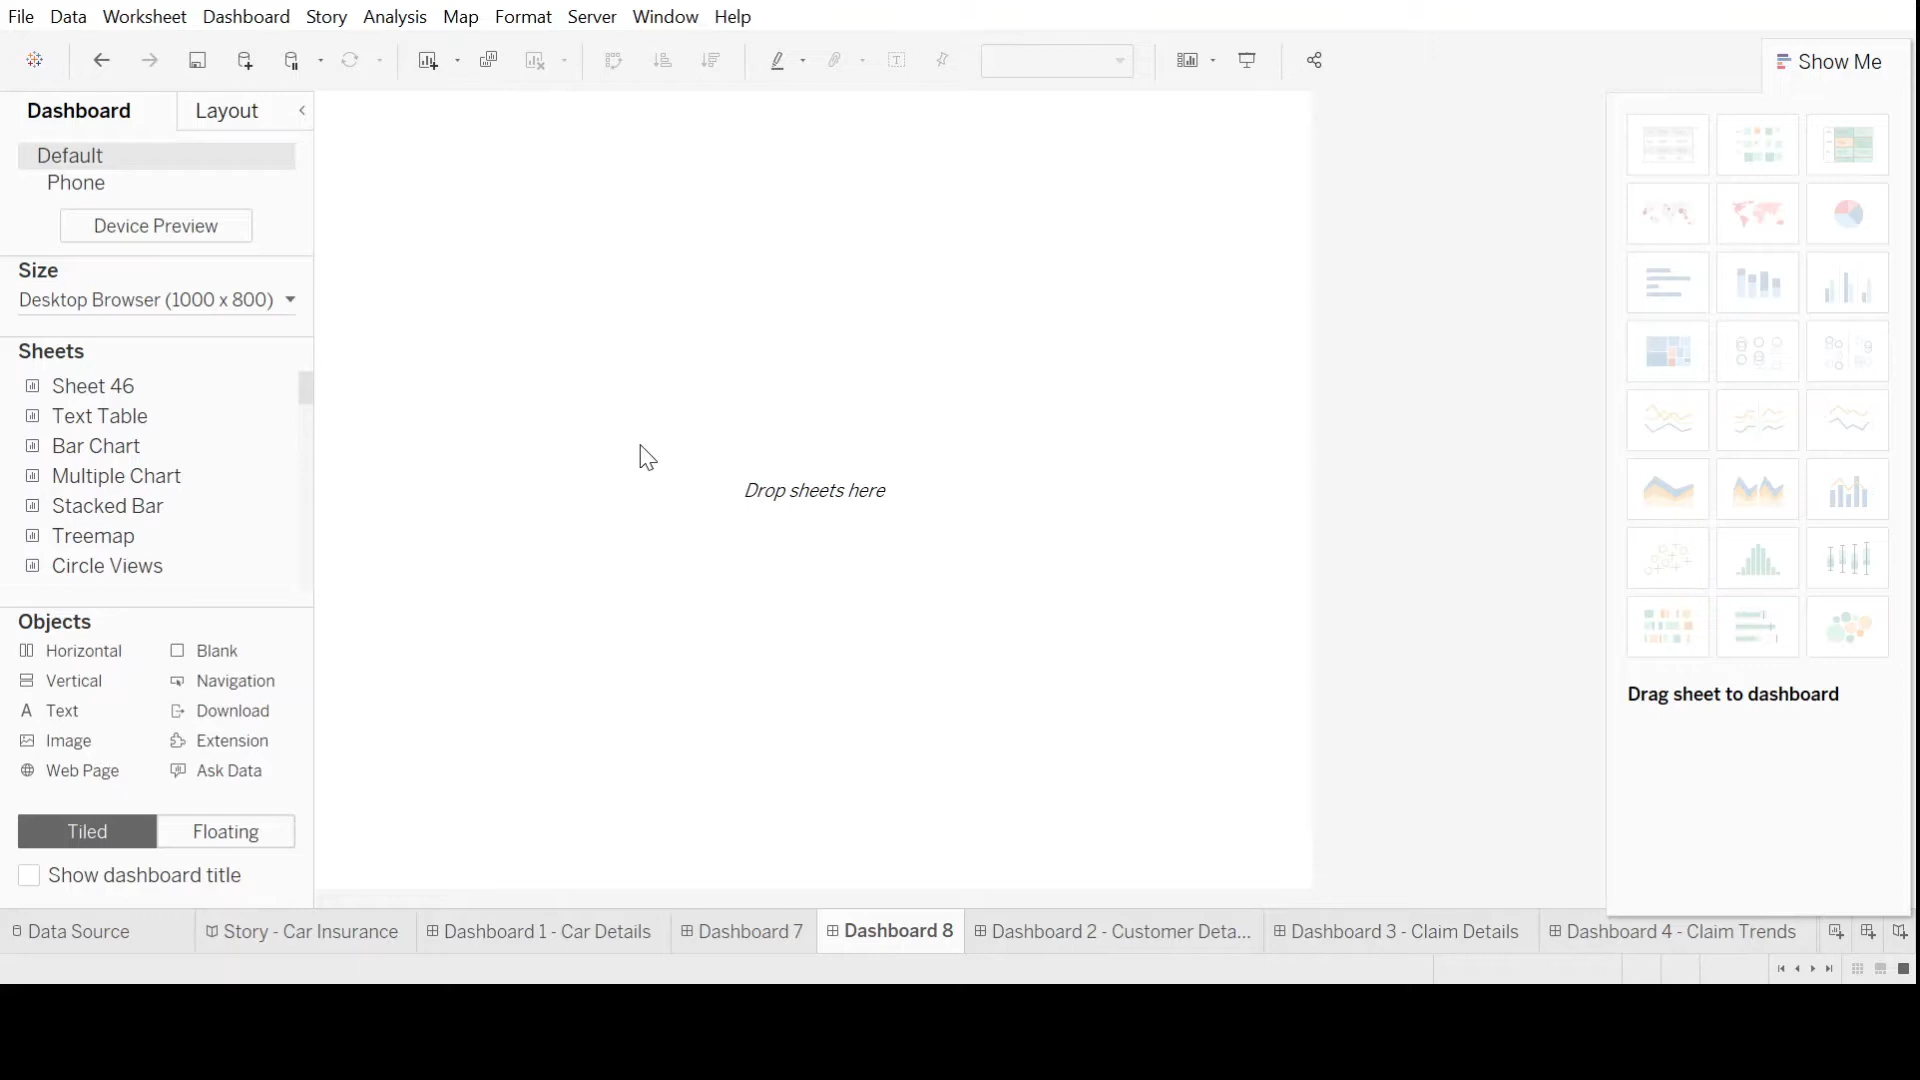 File Data Worksheet Dashboard Story Analysis Map Format Server Window Help
Show Me
Dashboard Layout
Default
Phone
Device Preview
Size
Desktop Browser (1000 x 800)
Sheets
Sheet 46
Text Table
Bar Chart
Multiple Chart
Stacked Bar
Treemap
Circle Views
Drop sheets here
Drag sheet to dashboard
Objects
Horizontal Blank
Vertical Navigation
Text Download
Image Extension
Web Page Ask Data
Tiled Floating
Show dashboard title
Data Source Story - Car Insurance Dashboard 1 - Car Details Dashboard 7 Dashboard 8 Dashboard 2 - Customer Deta... Dashboard 3 - Claim Details Dashboard 4 - Claim Trends